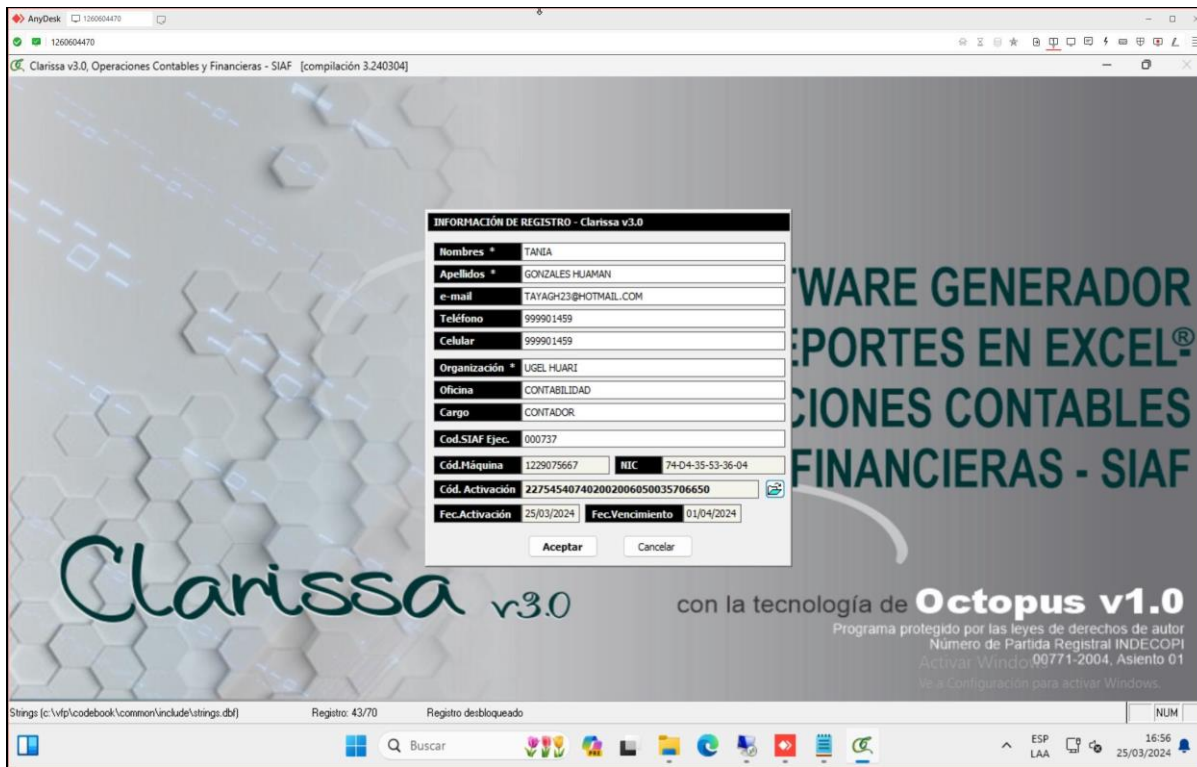 AnyDesk 1260604470
1260604470
Clarissa v3.0, Operaciones Contables y Financieras - SIAF [compilación 3.240304]
INFORMACIÓN DE REGISTRO - Clarissa v3.0
Nombres * TANIA
Apellidos * GONZALES HUAMAN
e-mail TAYAGH23@HOTMAIL.COM
Teléfono 999901459
Celular 999901459
Organización * UGEL HUARI
Oficina CONTABILIDAD
Cargo CONTADOR
Cod.SIAF Ejec. 000737
Cód.Máquina 1229075667 NIC 74-D4-35-53-36-04
Cód. Activación 227545407402002006050035706650
Fec.Activación 25/03/2024 Fec.Vencimiento 01/04/2024
Aceptar Cancelar
WARE GENERADOR
EPORTES EN EXCEL®
CIONES CONTABLES
FINANCIERAS - SIAF
Clarissa v3.0
con la tecnología de Octopus v1.0
Programa protegido por las leyes de derechos de autor
Número de Partida Registral INDECOPI
00771-2004, Asiento 01
Activar Windows
Ve a Configuración para activar Windows.
Strings (c:\vfp\codebook\common\include\strings.dbf) Registro: 43/70 Registro desbloqueado NUM
Buscar
ESP
LAA
16:56
25/03/2024